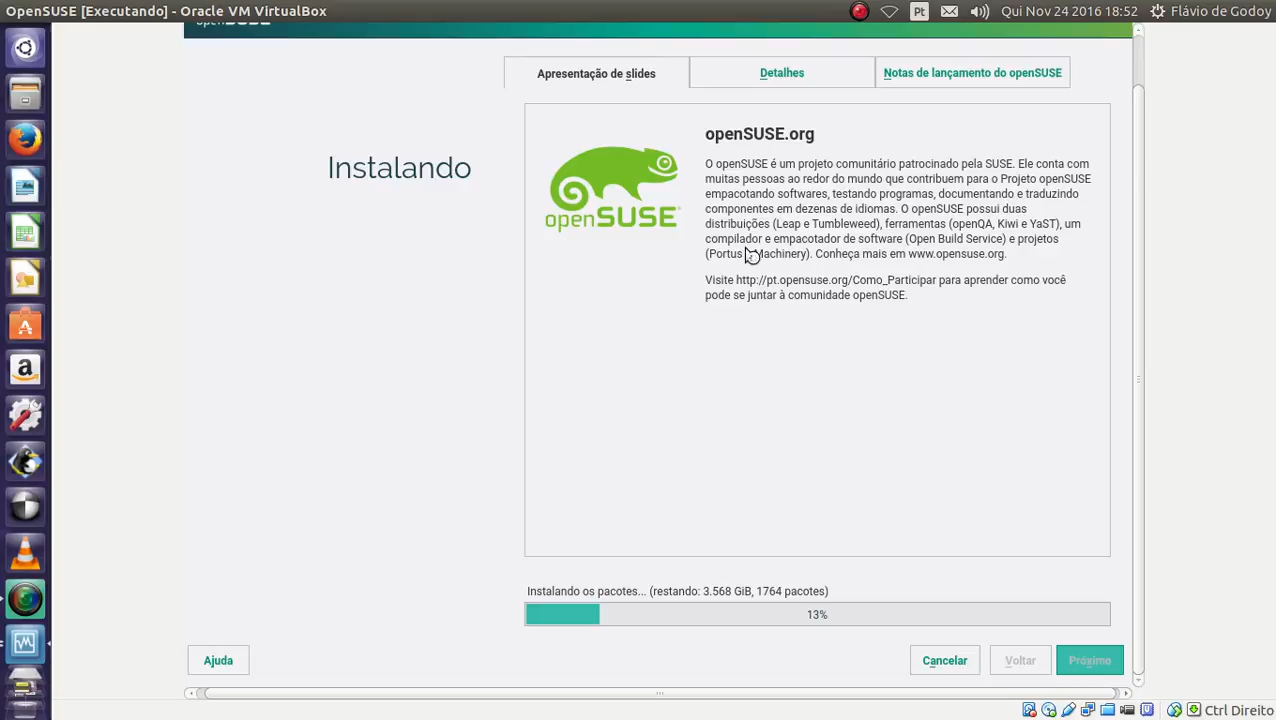 OpenSUSE [Executando] - Oracle VM VirtualBox
Pt
Qui Nov 24 2016 18:52
Flávio de Godoy
Apresentação de slides
Detalhes
Notas de lançamento do openSUSE
Instalando
openSUSE
openSUSE.org
O openSUSE é um projeto comunitário patrocinado pela SUSE. Ele conta com
muitas pessoas ao redor do mundo que contribuem para o Projeto openSUSE
empacotando softwares, testando programas, documentando e traduzindo
componentes em dezenas de idiomas. O openSUSE possui duas
distribuições (Leap e Tumbleweed), ferramentas (openQA, Kiwi e YaST), um
compilador e empacotador de software (Open Build Service) e projetos
(Portus Machinery). Conheça mais em www.opensuse.org.
Visite http://pt.opensuse.org/Como_Participar para aprender como você
pode se juntar à comunidade openSUSE.
Instalando os pacotes... (restando: 3.568 GiB, 1764 pacotes)
13%
Ajuda
Cancelar
Voltar
Próximo
Ctrl Direito